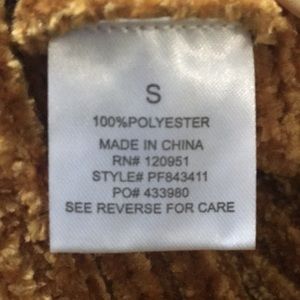 S
100%POLYESTER
MADE IN CHINA
RN# 120951
STYLE# PF843411
PO# 433980
SEE REVERSE FOR CARE